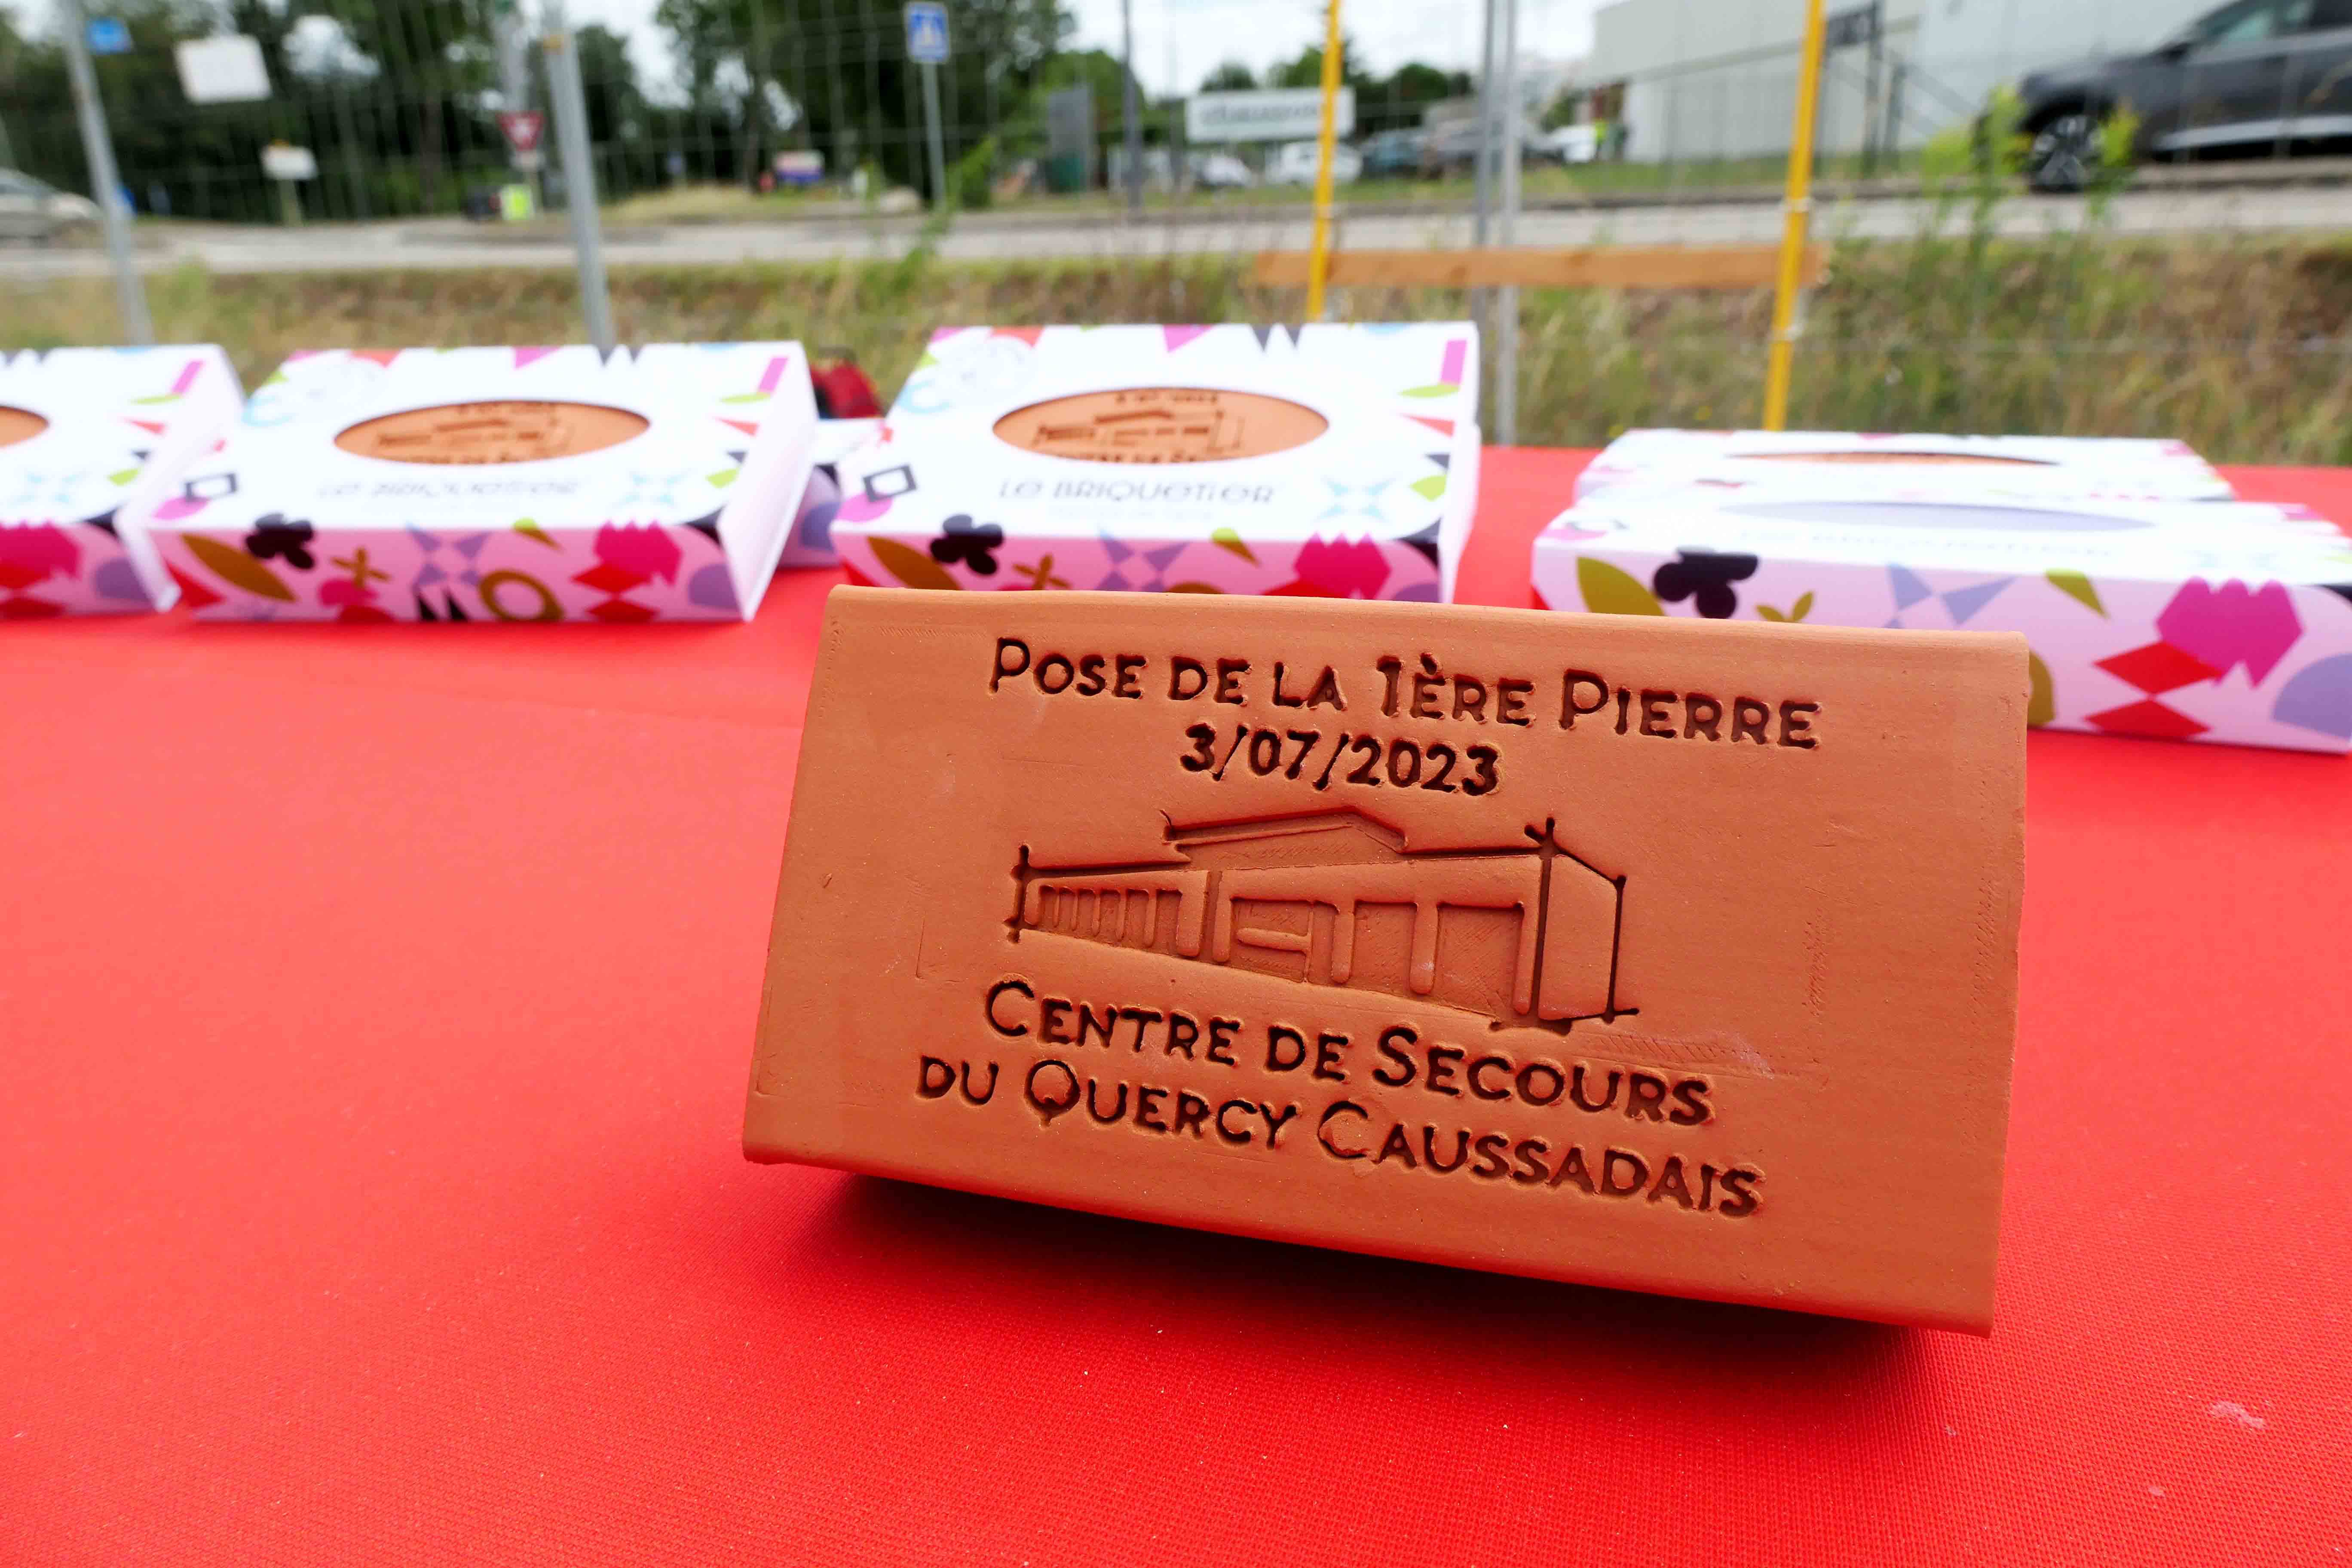 LE BRIQUETIER
POSE DE LA 1ÈRE PIERRE
3/07/2023
CENTRE DE SECOURS
DU QUERCY CAUSSADAIS